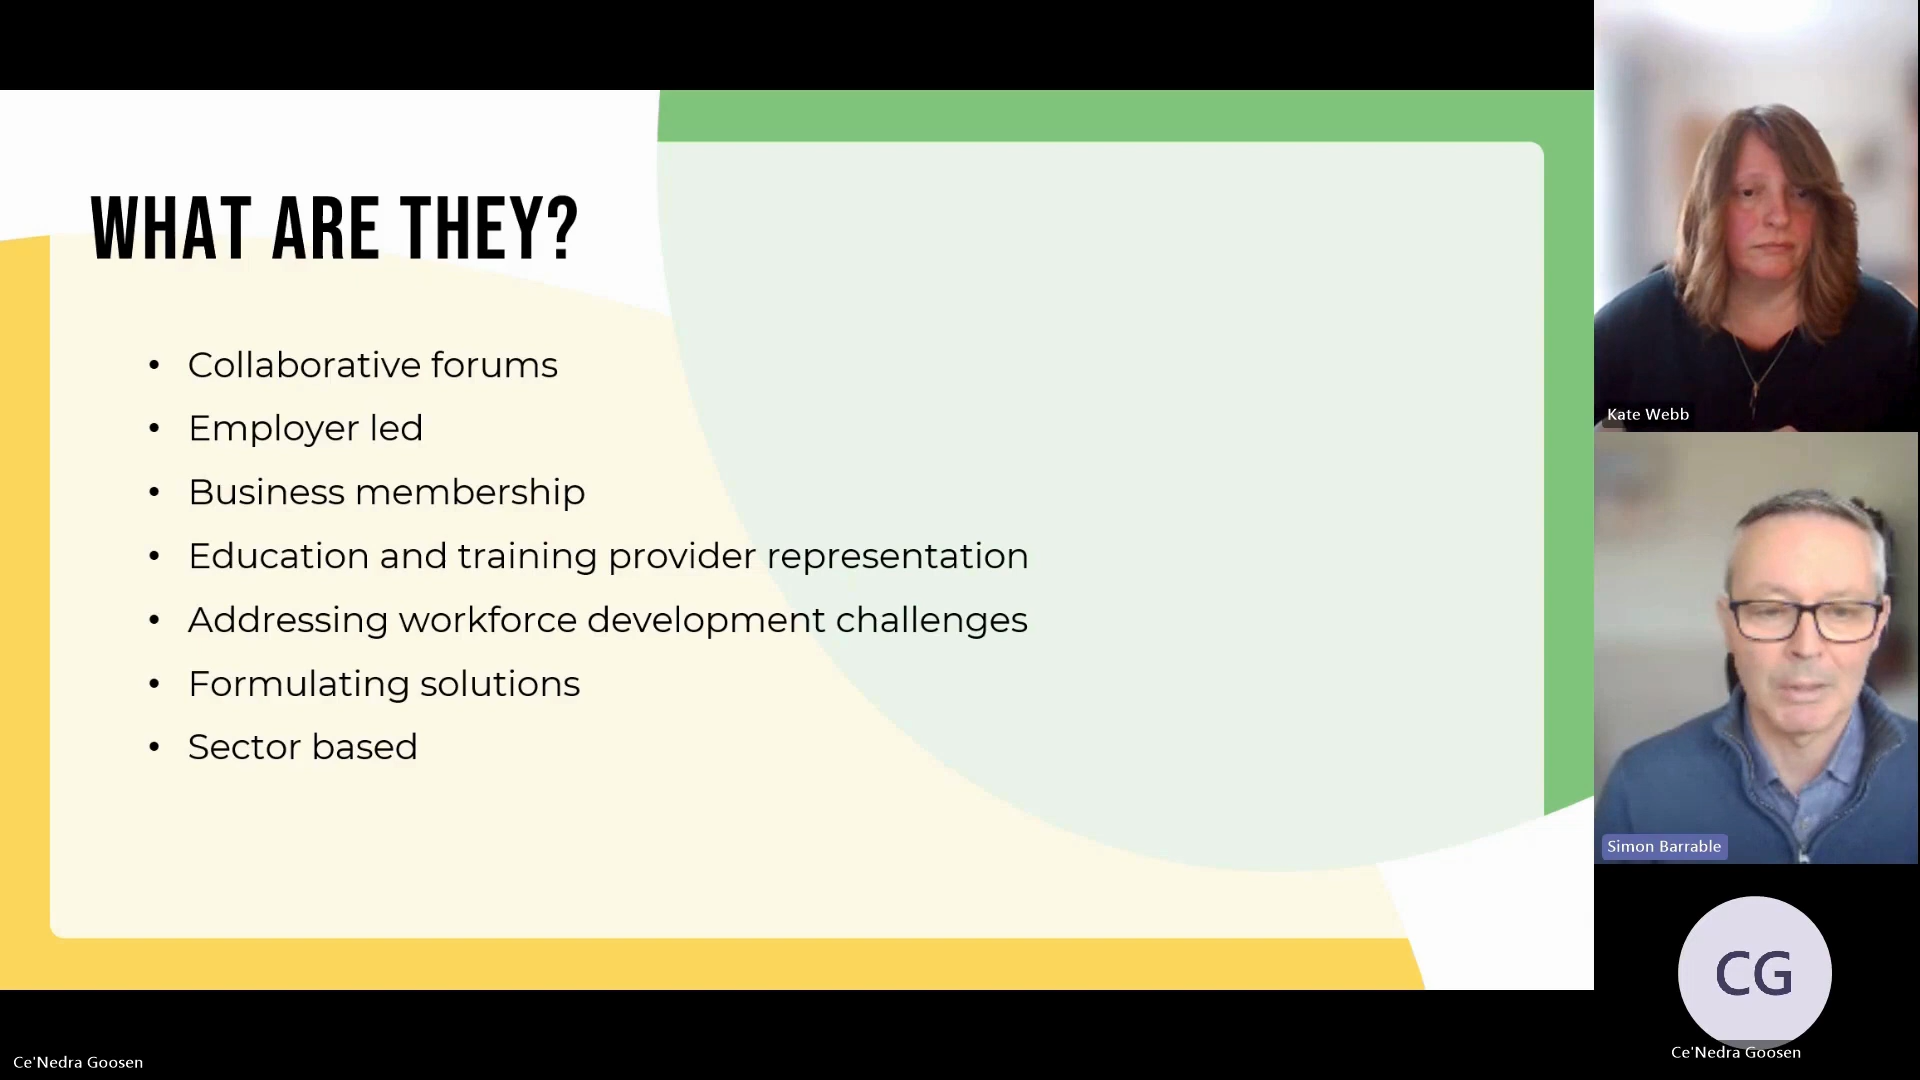 WHAT ARE THEY?
• Collaborative forums
• Employer led
• Business membership
• Education and training provider representation
• Addressing workforce development challenges
• Formulating solutions
• Sector based
Kate Webb
Simon Barrable
CG
Ce'Nedra Goosen
Ce'Nedra Goosen